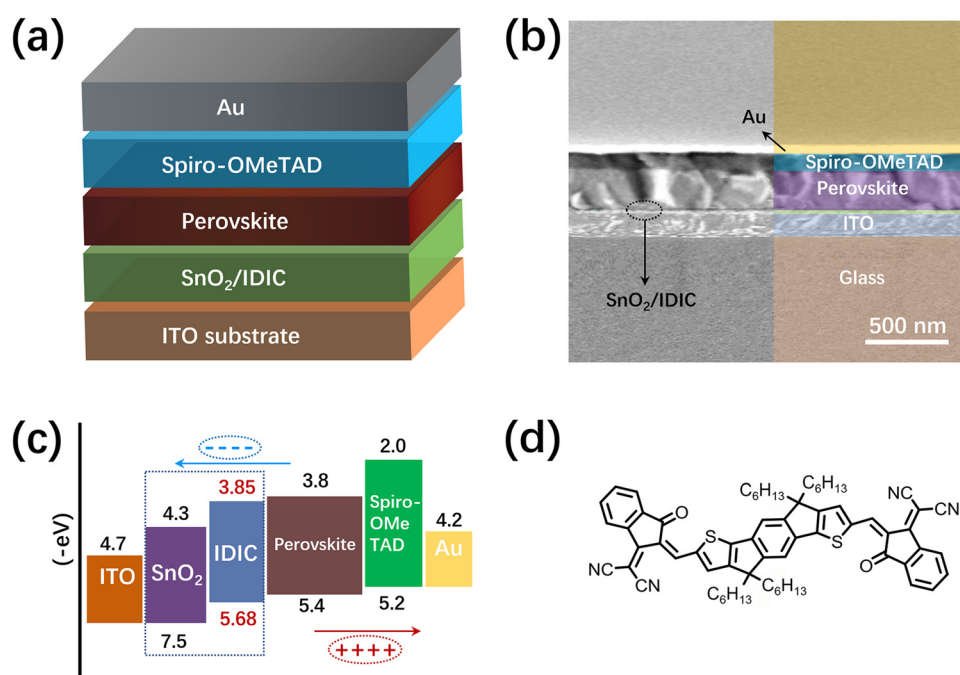 (a)
Au
Spiro-OMeTAD
Perovskite
SnO₂/IDIC
ITO substrate
(b)
Au
Spiro-OMeTAD
Perovskite
ITO
SnO₂/IDIC
Glass
500 nm
(c)
(-eV)
4.7
ITO
4.3
SnO₂
7.5
3.85
IDIC
5.68
3.8
Perovskite
5.4
2.0
Spiro-
OMe
TAD
5.2
4.2
Au
++++
(d)
C₆H₁₃
C₆H₁₃
O
S
NC
CN
NC
CN
S
O
C₆H₁₃
C₆H₁₃